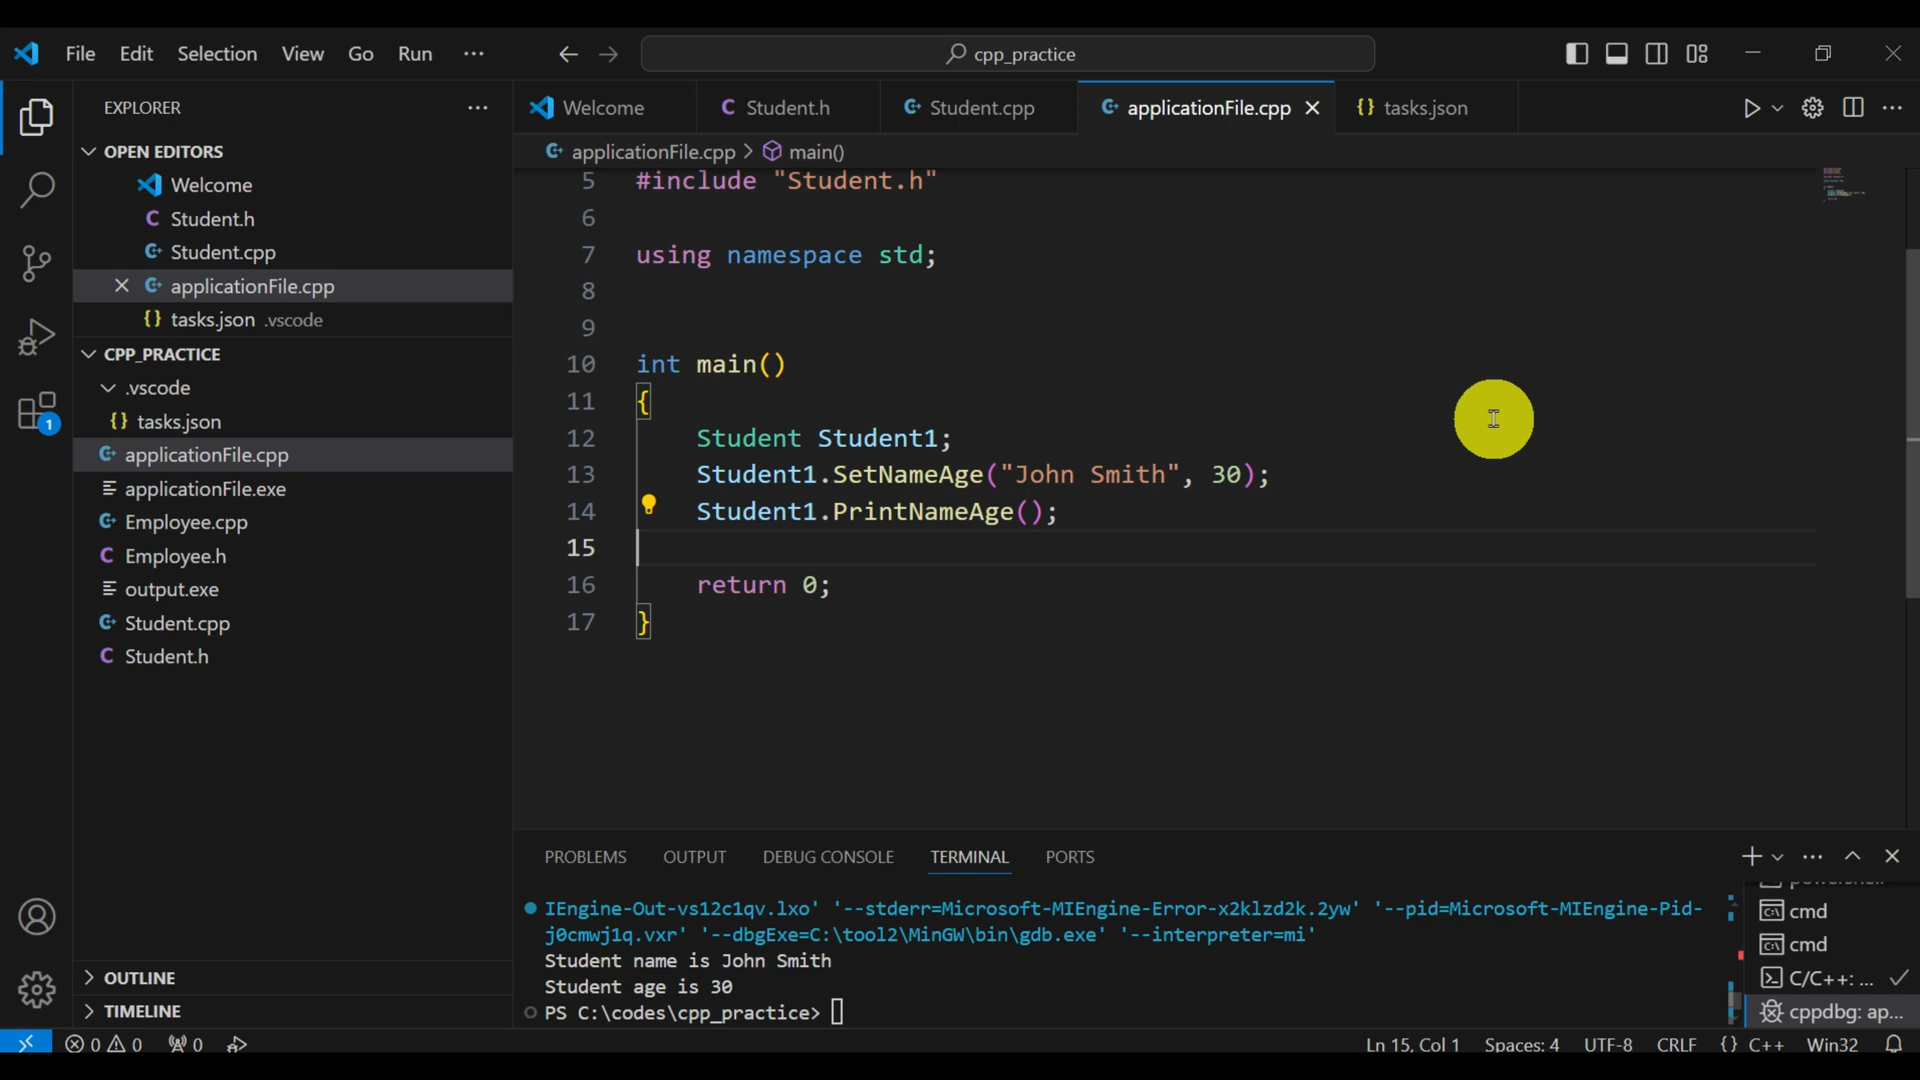 File Edit Selection View Go Run ··· cpp_practice
EXPLORER ···
OPEN EDITORS
Welcome
Student.h
Student.cpp
applicationFile.cpp
tasks.json .vscode
CPP_PRACTICE
.vscode
tasks.json
applicationFile.cpp
applicationFile.exe
Employee.cpp
Employee.h
output.exe
Student.cpp
Student.h
OUTLINE
TIMELINE
1
Welcome Student.h Student.cpp applicationFile.cpp tasks.json
applicationFile.cpp > main()
5 #include "Student.h"
6
7 using namespace std;
8
9
10 int main()
11 {
12 Student Student1;
13 Student1.SetNameAge("John Smith", 30);
14 Student1.PrintNameAge();
15
16 return 0;
17 }
PROBLEMS OUTPUT DEBUG CONSOLE TERMINAL PORTS
IEngine-Out-vs12c1qv.lxo' '--stderr=Microsoft-MIEngine-Error-x2klzd2k.2yw' '--pid=Microsoft-MIEngine-Pid-
j0cmwj1q.vxr' '--dbgExe=C:\tool2\MinGW\bin\gdb.exe' '--interpreter=mi'
Student name is John Smith
Student age is 30
PS C:\codes\cpp_practice>
cmd
cmd
C/C++: ...
cppdbg: ap...
0 0 0 Ln 15, Col 1 Spaces: 4 UTF-8 CRLF {} C++ Win32